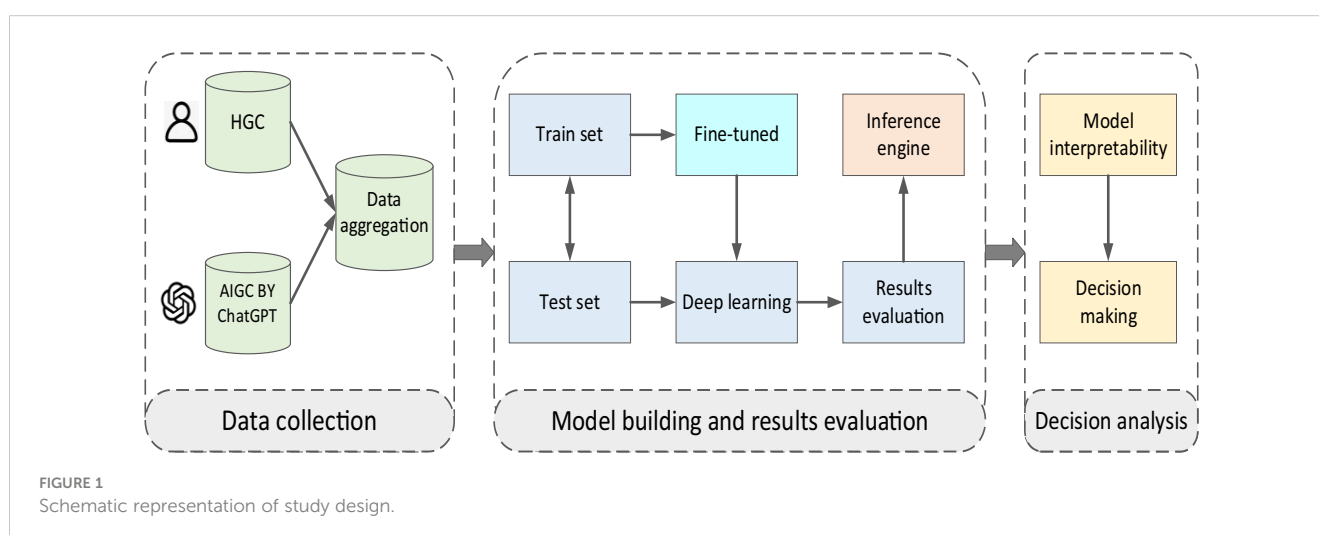 HGC
Data
aggregation
AIGC BY
ChatGPT
Data collection
Train set
Fine-tuned
Inference
engine
Test set
Deep learning
Results
evaluation
Model building and results evaluation
Model
interpretability
Decision
making
Decision analysis
FIGURE 1
Schematic representation of study design.